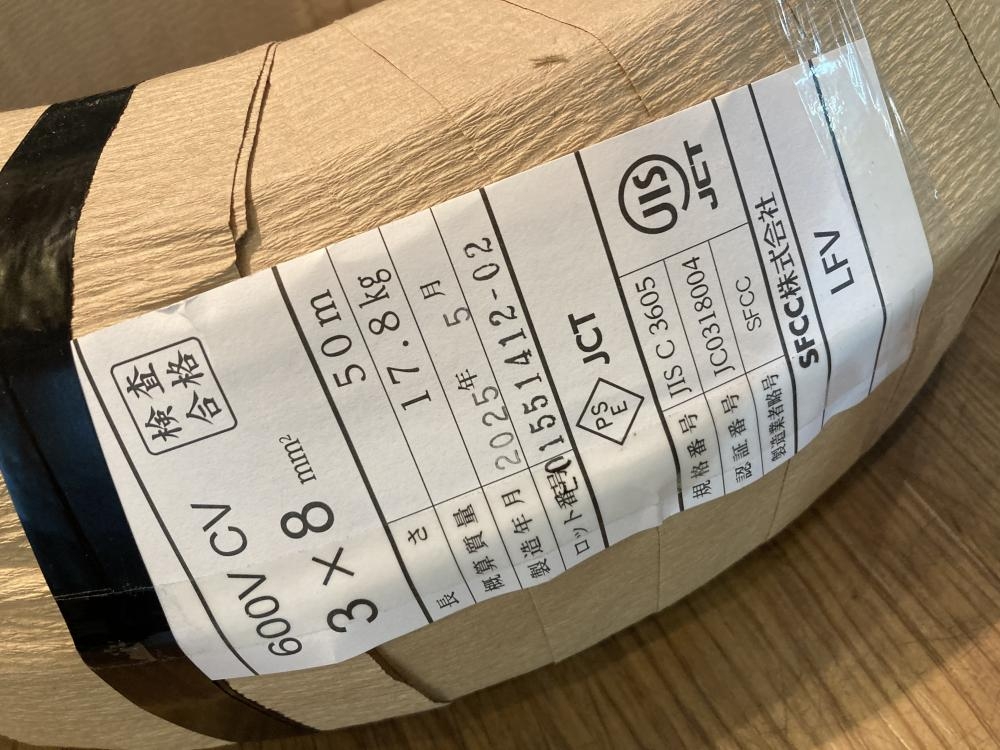 600V CV
検査
合格
3×8 mm²
長さ 50m
概算質量 17.8kg
製造年月 2025年 5月
ロット番号 01551412-02
PS
E JCT
JIS
JCT
規格番号 JIS C 3605
認証番号 JC0318004
製造業者略号 SFCC
SFCC株式会社
LFV